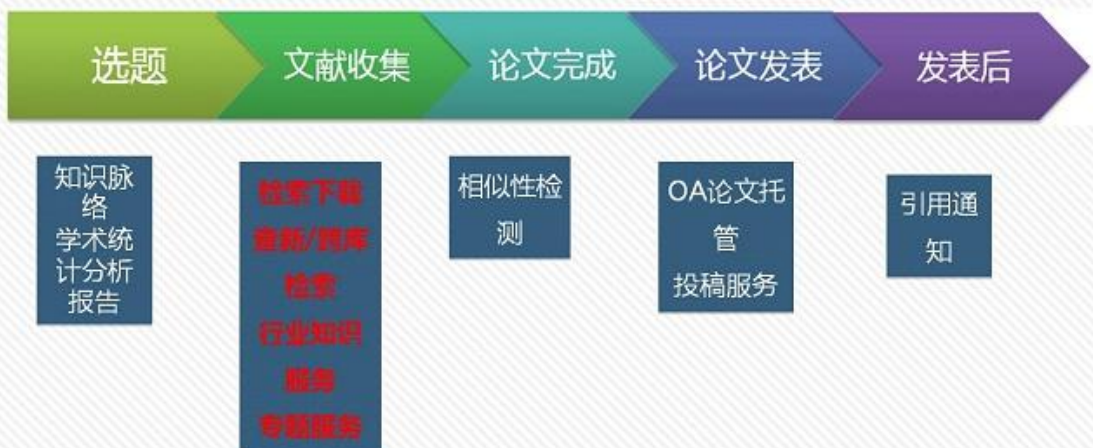 选题
文献收集
论文完成
论文发表
发表后
知识脉
络
学术统
计分析
报告
检索下载
查新/跨库
检索
行业知识
服务
专题服务
相似性检
测
OA论文托
管
投稿服务
引用通
知